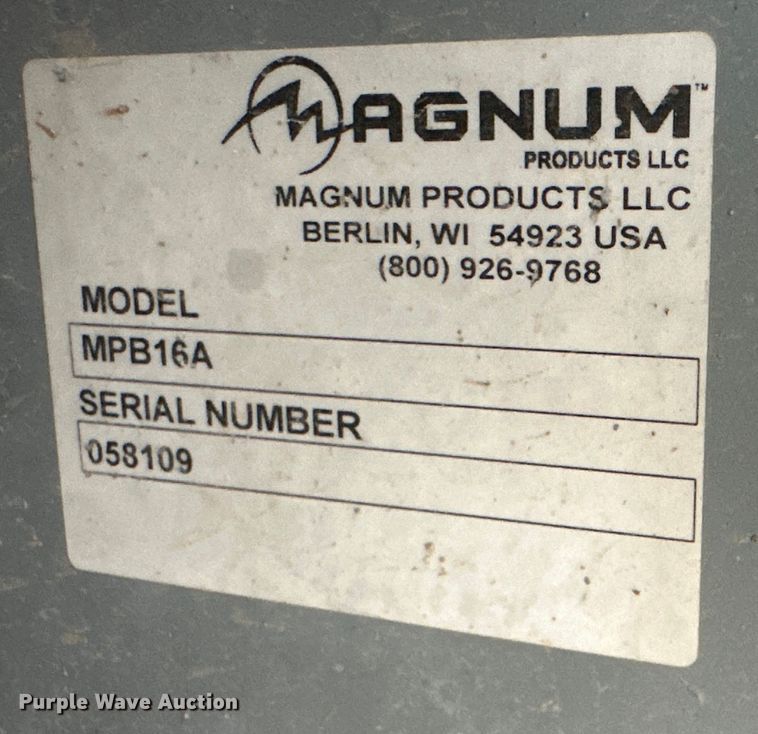 MAGNUM™
PRODUCTS LLC
MAGNUM PRODUCTS LLC
BERLIN, WI 54923 USA
(800) 926-9768
MODEL
MPB16A
SERIAL NUMBER
058109
Purple Wave Auction